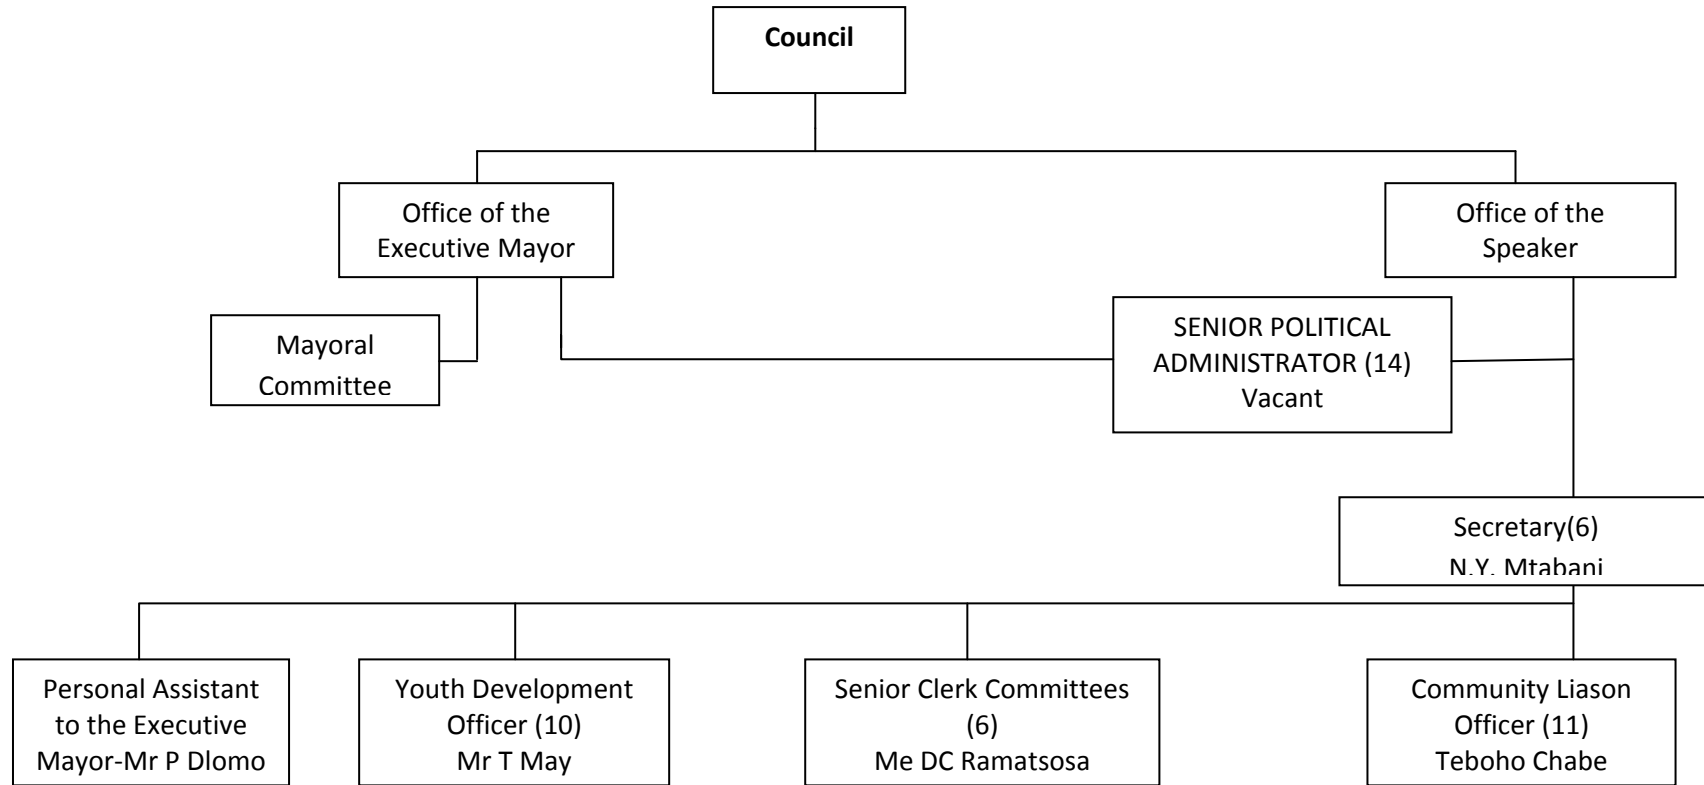 Council
Office of the
Executive Mayor
Office of the
Speaker
Mayoral
Committee
SENIOR POLITICAL
ADMINISTRATOR (14)
Vacant
Secretary(6)
N.Y. Mtabani
Personal Assistant
to the Executive
Mayor-Mr P Dlomo
Youth Development
Officer (10)
Mr T May
Senior Clerk Committees
(6)
Me DC Ramatsosa
Community Liason
Officer (11)
Teboho Chabe